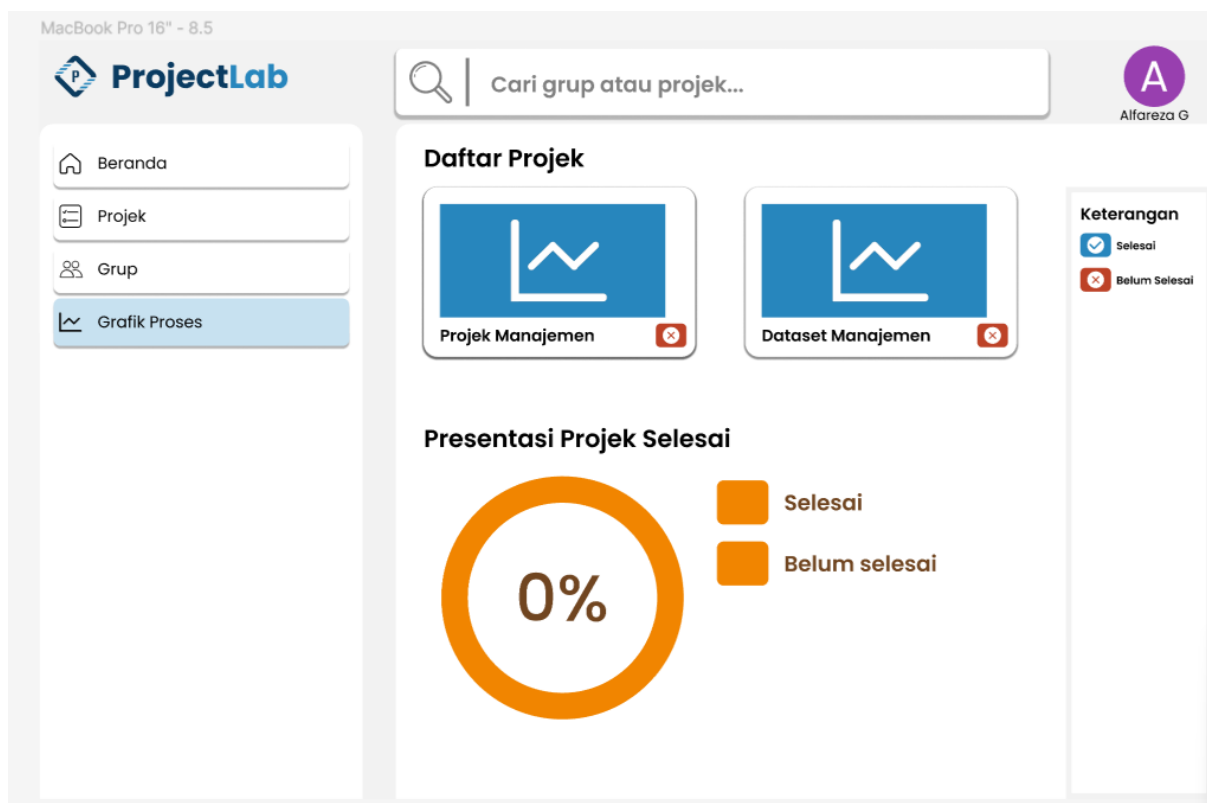 MacBook Pro 16" - 8.5
P ProjectLab
Cari grup atau projek...
A
Alfareza G
Beranda
Projek
Grup
Grafik Proses
Daftar Projek
Projek Manajemen
Dataset Manajemen
Keterangan
Selesai
Belum Selesai
Presentasi Projek Selesai
0%
Selesai
Belum selesai